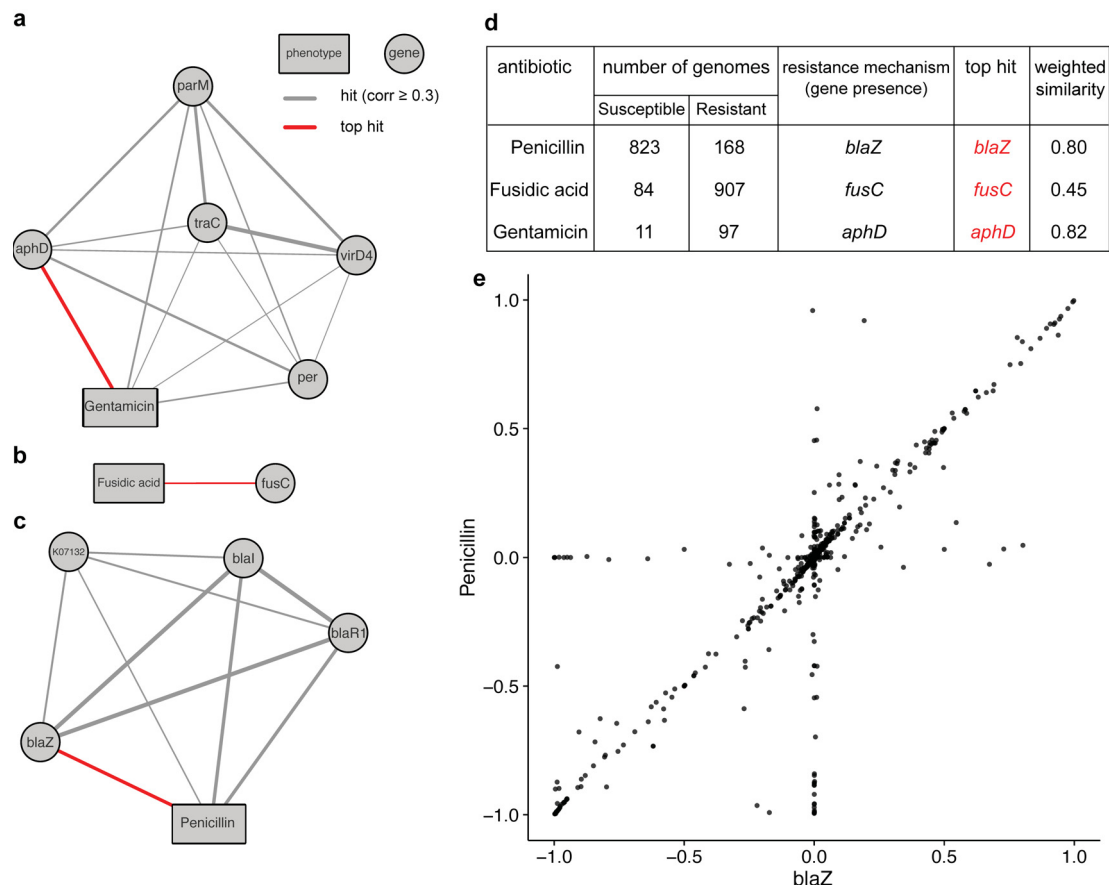 a
phenotype
gene
hit (corr ≥ 0.3)
top hit
parM
traC
aphD
virD4
per
Gentamicin
b
Fusidic acid
fusC
c
K07132
blaI
blaR1
blaZ
Penicillin
d
antibiotic number of genomes resistance mechanism (gene presence) top hit weighted similarity
Susceptible Resistant
Penicillin 823 168 blaZ blaZ 0.80
Fusidic acid 84 907 fusC fusC 0.45
Gentamicin 11 97 aphD aphD 0.82
e
1.0
0.5
0.0
−0.5
−1.0
Penicillin
−1.0 −0.5 0.0 0.5 1.0
blaZ